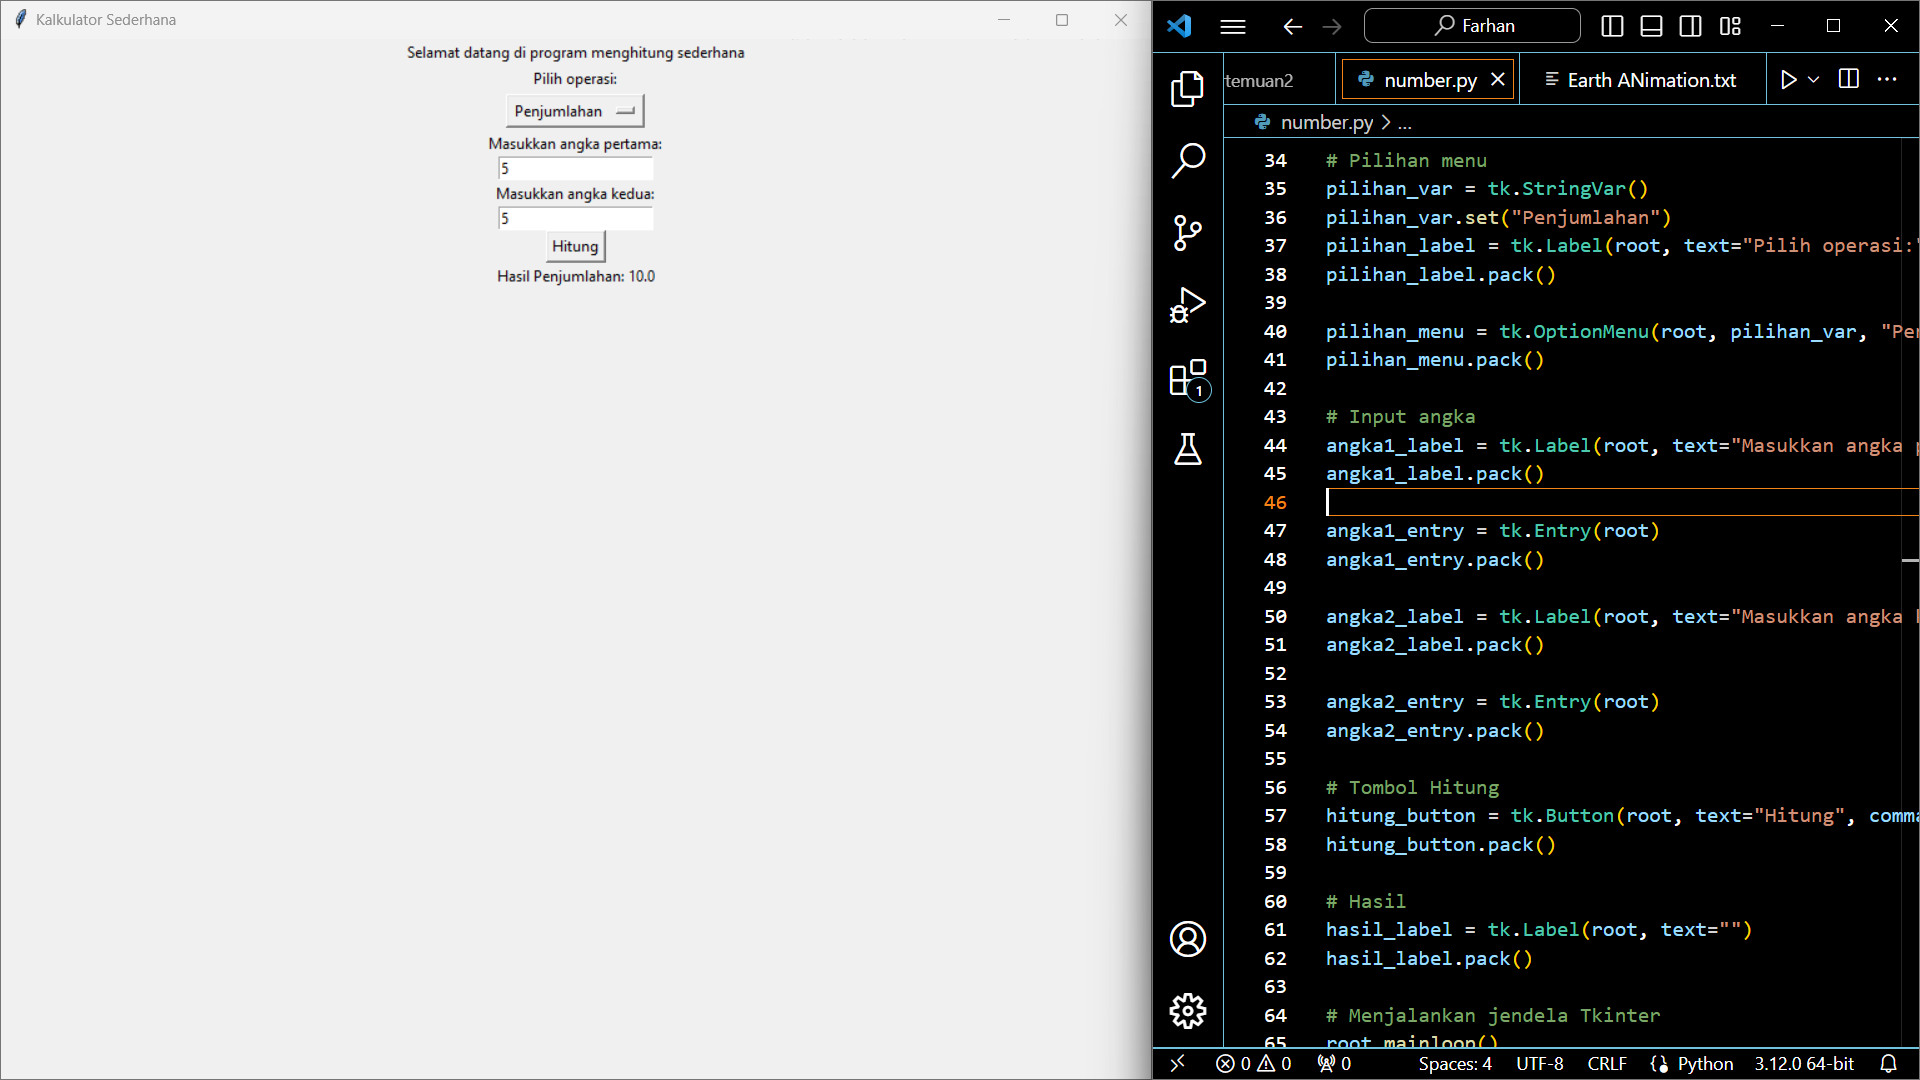 Kalkulator Sederhana
Selamat datang di program menghitung sederhana
Pilih operasi:
Penjumlahan
Masukkan angka pertama:
5
Masukkan angka kedua:
5
Hitung
Hasil Penjumlahan: 10.0
Farhan
temuan2
number.py
Earth ANimation.txt
number.py > ...
34 # Pilihan menu
35 pilihan_var = tk.StringVar()
36 pilihan_var.set("Penjumlahan")
37 pilihan_label = tk.Label(root, text="Pilih operasi:"
38 pilihan_label.pack()
39
40 pilihan_menu = tk.OptionMenu(root, pilihan_var, "Pen
41 pilihan_menu.pack()
42
43 # Input angka
44 angka1_label = tk.Label(root, text="Masukkan angka p
45 angka1_label.pack()
46
47 angka1_entry = tk.Entry(root)
48 angka1_entry.pack()
49
50 angka2_label = tk.Label(root, text="Masukkan angka k
51 angka2_label.pack()
52
53 angka2_entry = tk.Entry(root)
54 angka2_entry.pack()
55
56 # Tombol Hitung
57 hitung_button = tk.Button(root, text="Hitung", comma
58 hitung_button.pack()
59
60 # Hasil
61 hasil_label = tk.Label(root, text="")
62 hasil_label.pack()
63
64 # Menjalankan jendela Tkinter
65 root.mainloop()
1
0 0 0 Spaces: 4 UTF-8 CRLF Python 3.12.0 64-bit